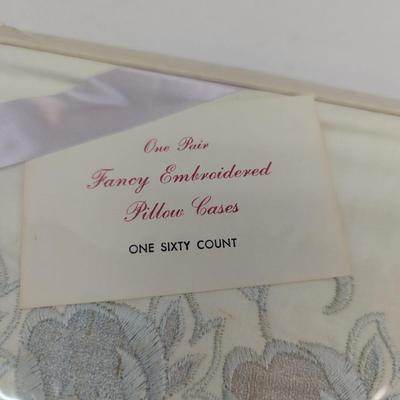 One Pair
Fancy Embroidered
Pillow Cases
ONE SIXTY COUNT